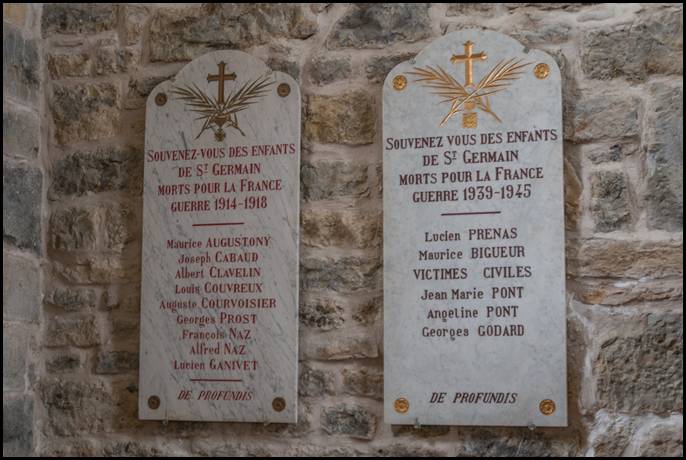 SOUVENEZ-VOUS DES ENFANTS
DE ST GERMAIN
MORTS POUR LA FRANCE
GUERRE 1914-1918
Maurice AUGUSTONY
Joseph CABAUD
Albert CLAVELIN
Louis COUVREUX
Auguste COURVOISIER
Georges PROST
François NAZ
Alfred NAZ
Lucien GANIVET
DE PROFUNDIS
SOUVENEZ VOUS DES ENFANTS
DE ST GERMAIN
MORTS POUR LA FRANCE
GUERRE 1939-1945
Lucien PRENAS
Maurice BIGUEUR
VICTIMES CIVILES
Jean Marie PONT
Angeline PONT
Georges GODARD
DE PROFUNDIS